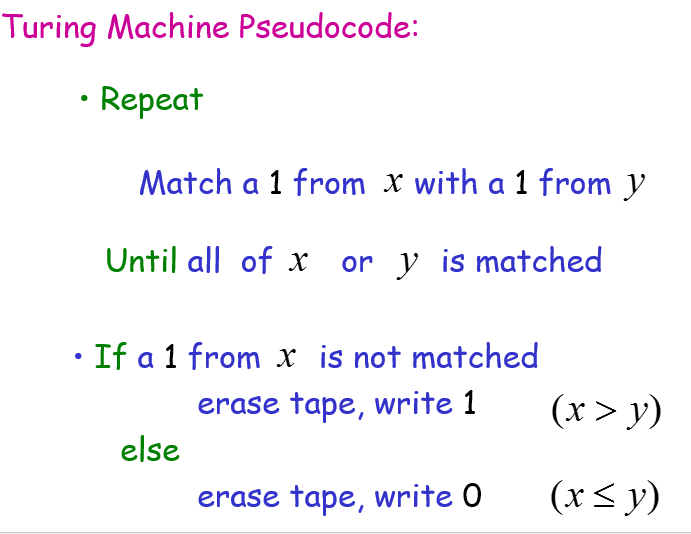 Turing Machine Pseudocode:
• Repeat
Match a 1 from x with a 1 from y
Until all of x or y is matched
• If a 1 from x is not matched
erase tape, write 1 (x > y)
else
erase tape, write 0 (x ≤ y)